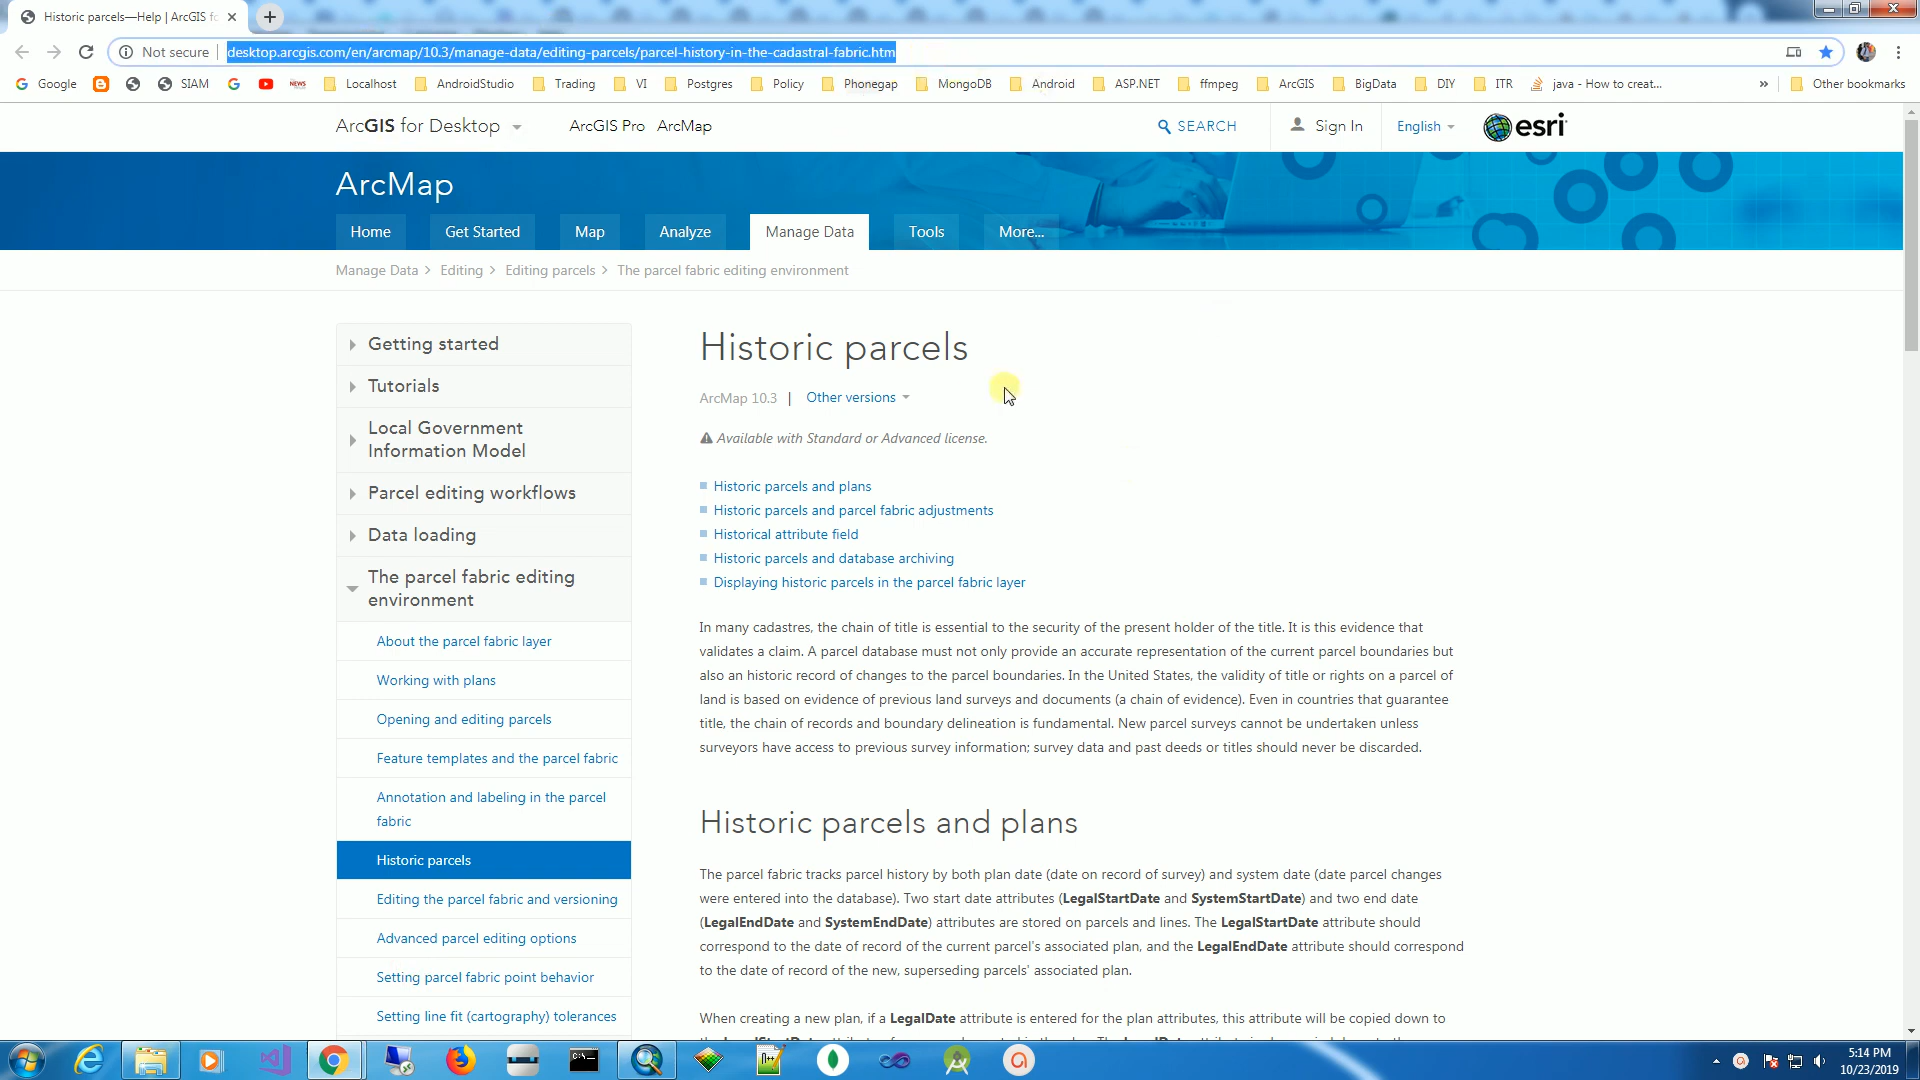 Historic parcels—Help | ArcGIS fo
Not secure
desktop.arcgis.com/en/arcmap/10.3/manage-data/editing-parcels/parcel-history-in-the-cadastral-fabric.htm
Google
SIAM
NEWS
Localhost
AndroidStudio
Trading
VI
Postgres
Policy
Phonegap
MongoDB
Android
ASP.NET
ffmpeg
ArcGIS
BigData
DIY
ITR
java - How to creat...
»
Other bookmarks
ArcGIS for Desktop
ArcGIS Pro
ArcMap
SEARCH
Sign In
English
esri
ArcMap
Home
Get Started
Map
Analyze
Manage Data
Tools
More...
Manage Data > Editing > Editing parcels > The parcel fabric editing environment
Getting started
Tutorials
Local Government
Information Model
Parcel editing workflows
Data loading
The parcel fabric editing
environment
About the parcel fabric layer
Working with plans
Opening and editing parcels
Feature templates and the parcel fabric
Annotation and labeling in the parcel
fabric
Historic parcels
Editing the parcel fabric and versioning
Advanced parcel editing options
Setting parcel fabric point behavior
Setting line fit (cartography) tolerances
Historic parcels
ArcMap 10.3 | Other versions
Available with Standard or Advanced license.
Historic parcels and plans
Historic parcels and parcel fabric adjustments
Historical attribute field
Historic parcels and database archiving
Displaying historic parcels in the parcel fabric layer
In many cadastres, the chain of title is essential to the security of the present holder of the title. It is this evidence that
validates a claim. A parcel database must not only provide an accurate representation of the current parcel boundaries but
also an historic record of changes to the parcel boundaries. In the United States, the validity of title or rights on a parcel of
land is based on evidence of previous land surveys and documents (a chain of evidence). Even in countries that guarantee
title, the chain of records and boundary delineation is fundamental. New parcel surveys cannot be undertaken unless
surveyors have access to previous survey information; survey data and past deeds or titles should never be discarded.
Historic parcels and plans
The parcel fabric tracks parcel history by both plan date (date on record of survey) and system date (date parcel changes
were entered into the database). Two start date attributes (LegalStartDate and SystemStartDate) and two end date
(LegalEndDate and SystemEndDate) attributes are stored on parcels and lines. The LegalStartDate attribute should
correspond to the date of record of the current parcel's associated plan, and the LegalEndDate attribute should correspond
to the date of record of the new, superseding parcels' associated plan.
When creating a new plan, if a LegalDate attribute is entered for the plan attributes, this attribute will be copied down to
5:14 PM
10/23/2019